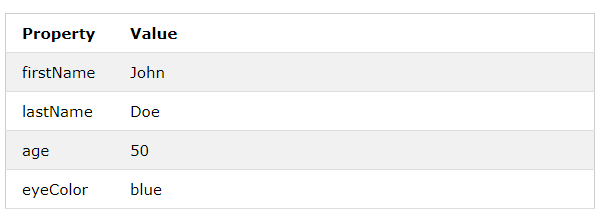 Property Value
firstName John
lastName Doe
age 50
eyeColor blue